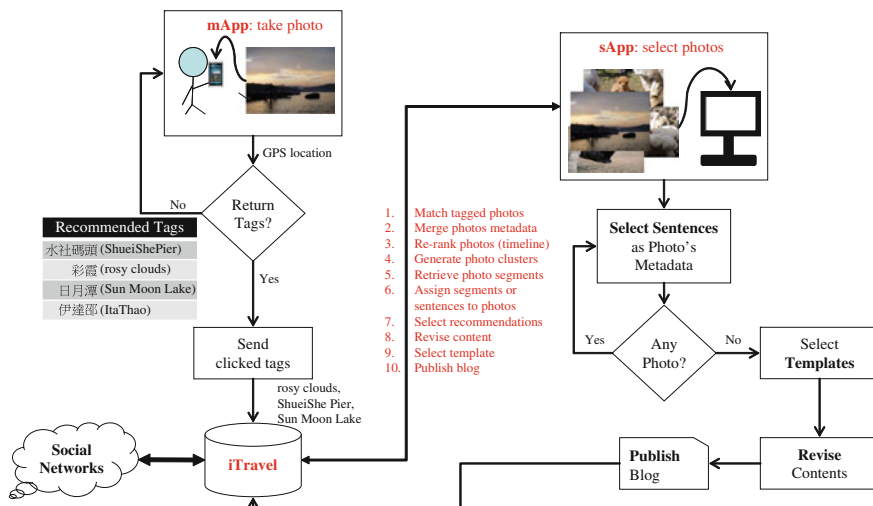 mApp: take photo
GPS location
Return
Tags?
No
Yes
Recommended Tags
水社碼頭 (ShueiShePier)
彩霞 (rosy clouds)
日月潭 (Sun Moon Lake)
伊達邵 (ItaThao)
Send
clicked tags
rosy clouds,
ShueiShe Pier,
Sun Moon Lake
Social
Networks
iTravel
1. Match tagged photos
2. Merge photos metadata
3. Re-rank photos (timeline)
4. Generate photo clusters
5. Retrieve photo segments
6. Assign segments or
sentences to photos
7. Select recommendations
8. Revise content
9. Select template
10. Publish blog
sApp: select photos
Select Sentences
as Photo's
Metadata
Any
Photo?
Yes
No
Select
Templates
Revise
Contents
Publish
Blog